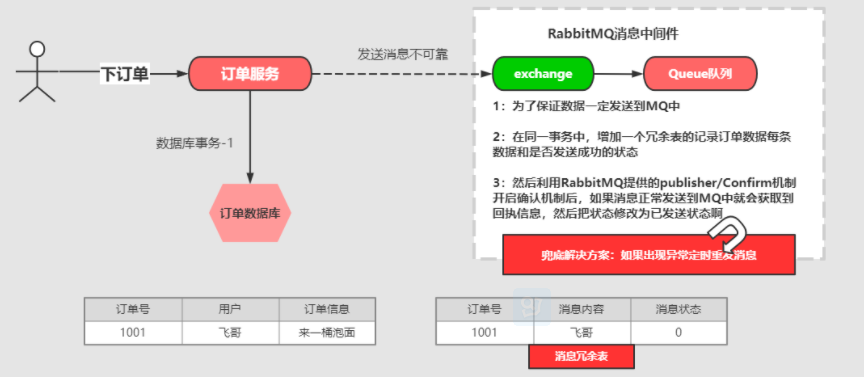 RabbitMQ消息中间件
下订单
订单服务
发送消息不可靠
exchange
Queue队列
数据库事务-1
订单数据库
1：为了保证数据一定发送到MQ中
2：在同一事务中，增加一个冗余表的记录订单数据每条
数据和是否发送成功的状态
3：然后利用RabbitMQ提供的publisher/Confirm机制
开启确认机制后，如果消息正常发送到MQ中就会获取到
回执信息，然后把状态修改为已发送状态啊
兜底解决方案：如果出现异常定时重发消息
订单号 用户 订单信息
1001 飞哥 来一桶泡面
订单号 消息内容 消息状态
1001 飞哥 0
消息冗余表